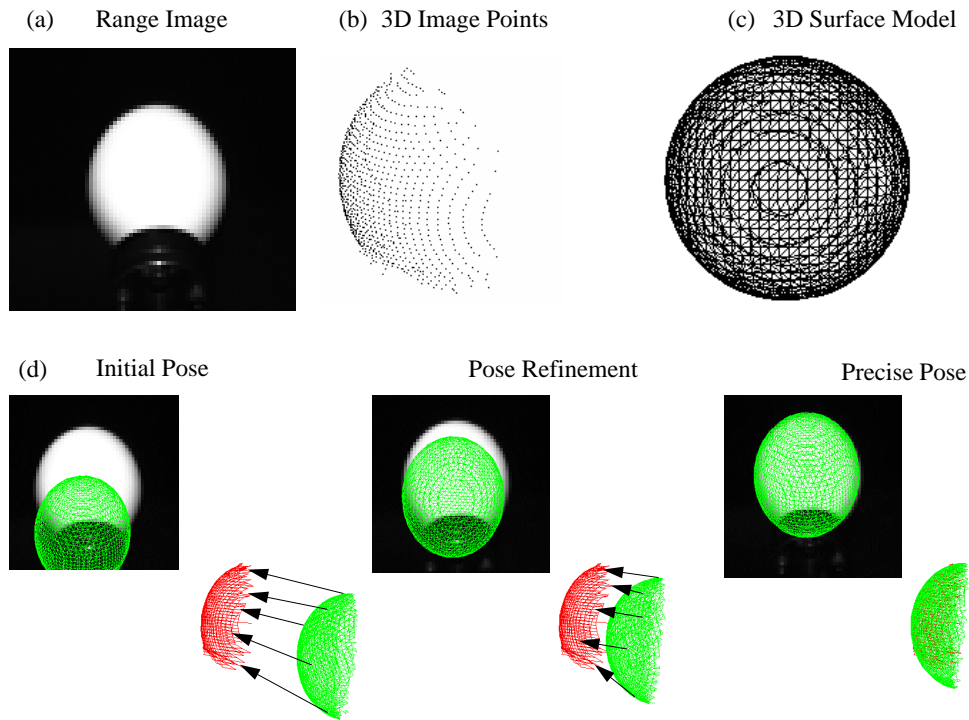 (a) Range Image
(b) 3D Image Points
(c) 3D Surface Model
(d) Initial Pose
Pose Refinement
Precise Pose